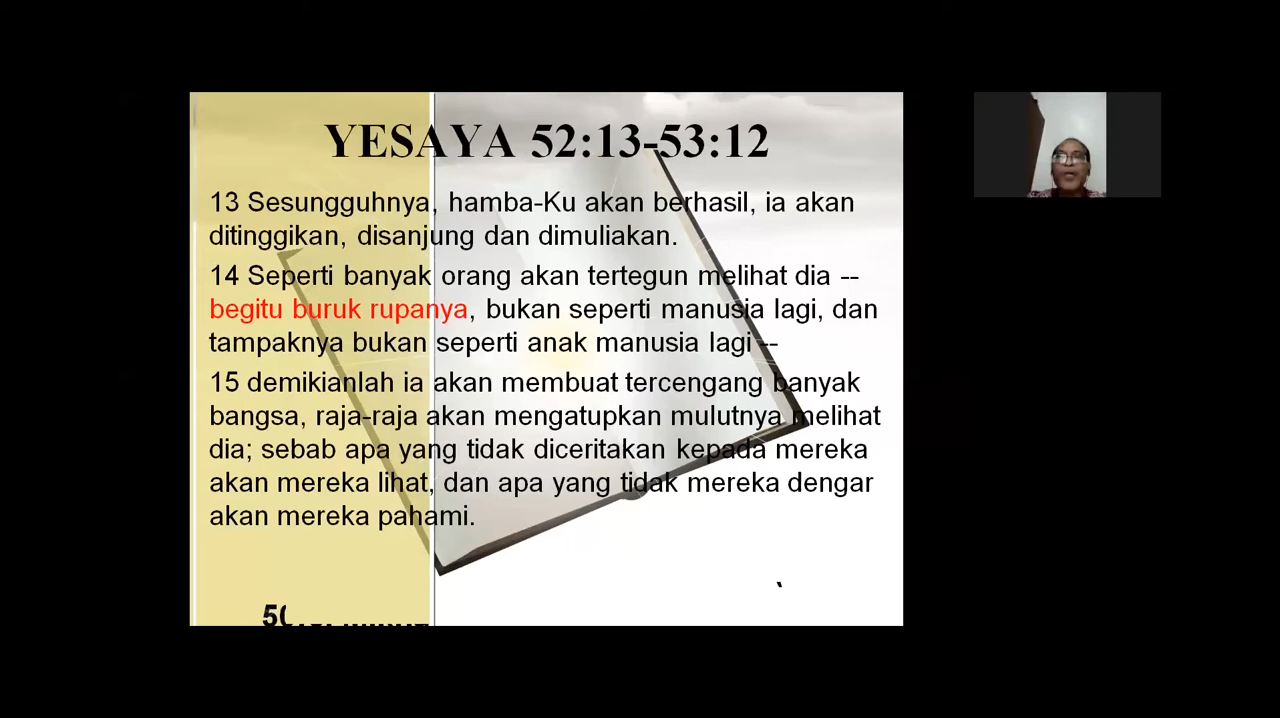 YESAYA 52:13-53:12
13 Sesungguhnya, hamba-Ku akan berhasil, ia akan
ditinggikan, disanjung dan dimuliakan.
14 Seperti banyak orang akan tertegun melihat dia --
begitu buruk rupanya, bukan seperti manusia lagi, dan
tampaknya bukan seperti anak manusia lagi --
15 demikianlah ia akan membuat tercengang banyak
bangsa, raja-raja akan mengatupkan mulutnya melihat
dia; sebab apa yang tidak diceritakan kepada mereka
akan mereka lihat, dan apa yang tidak mereka dengar
akan mereka pahami.